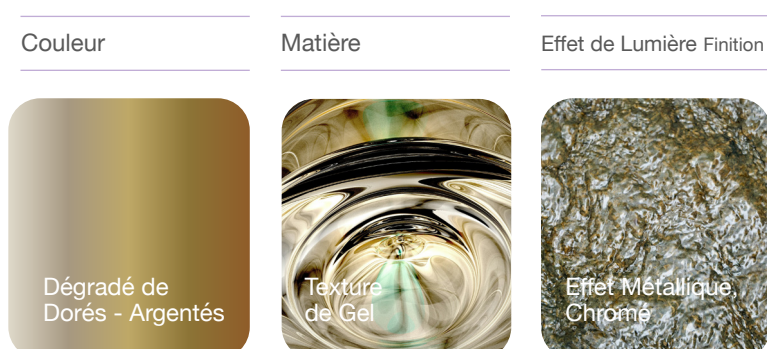 Couleur
Matière
Effet de Lumière Finition
Dégradé de
Dorés - Argentés
Texture
de Gel
Effet Métallique,
Chromé